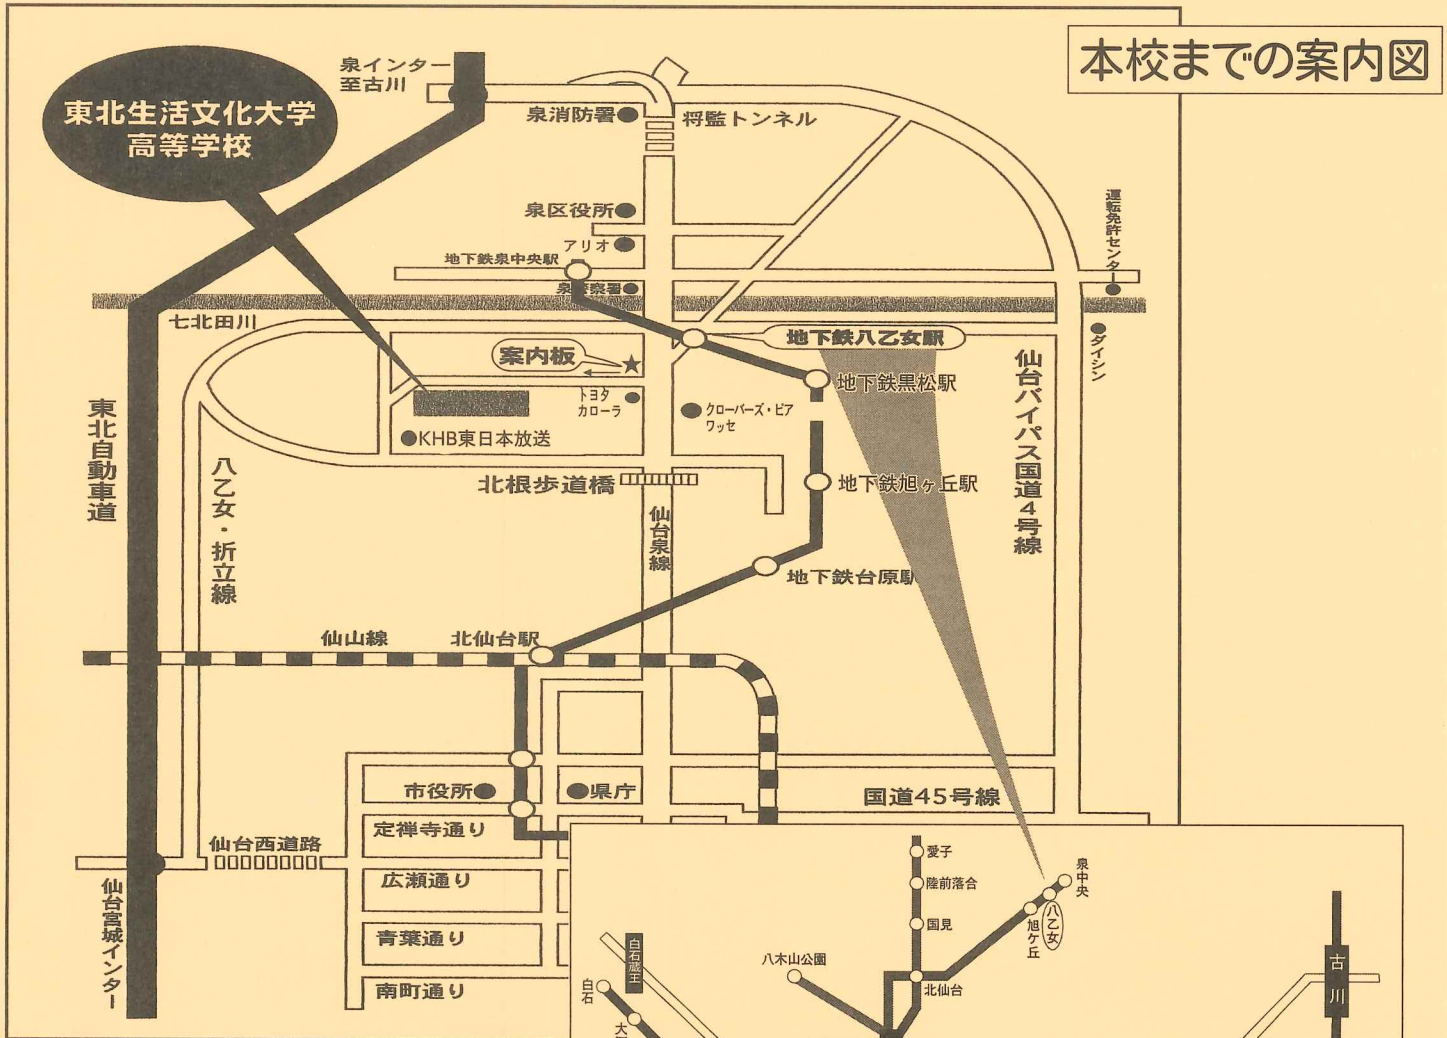 本校までの案内図
東北生活文化大学
高等学校
泉インター
至古川
泉消防署
将監トンネル
泉区役所
アリオ
地下鉄泉中央駅
泉警察署
運転免許センター
七北田川
地下鉄八乙女駅
ダイシン
案内板
地下鉄黒松駅
トヨタ
カローラ
クローバーズ・ピア
ワッセ
KHB東日本放送
仙台バイパス国道4号線
東北自動車道
八乙女・折立線
北根歩道橋
地下鉄旭ヶ丘駅
仙台泉線
地下鉄台原駅
仙山線
北仙台駅
市役所
県庁
国道45号線
定禅寺通り
仙台西道路
広瀬通り
仙台宮城インター
青葉通り
南町通り
愛子
陸前落合
国見
泉中央
八乙女
旭ケ丘
八木山公園
北仙台
白石蔵王
白石
大
古川